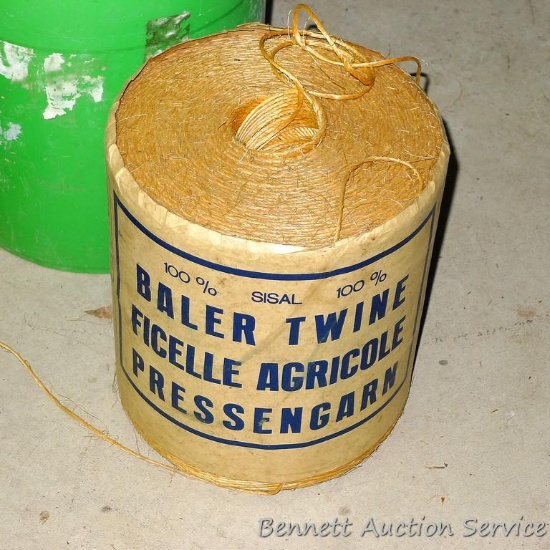 100 % SISAL 100 %
BALER TWINE
FICELLE AGRICOLE
PRESSENGARN
Bennett Auction Service